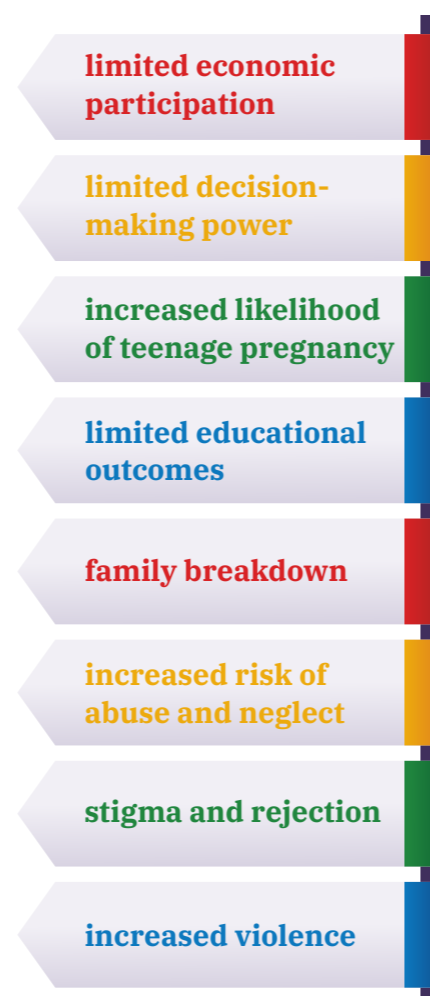 limited economic
participation
limited decision-
making power
increased likelihood
of teenage pregnancy
limited educational
outcomes
family breakdown
increased risk of
abuse and neglect
stigma and rejection
increased violence